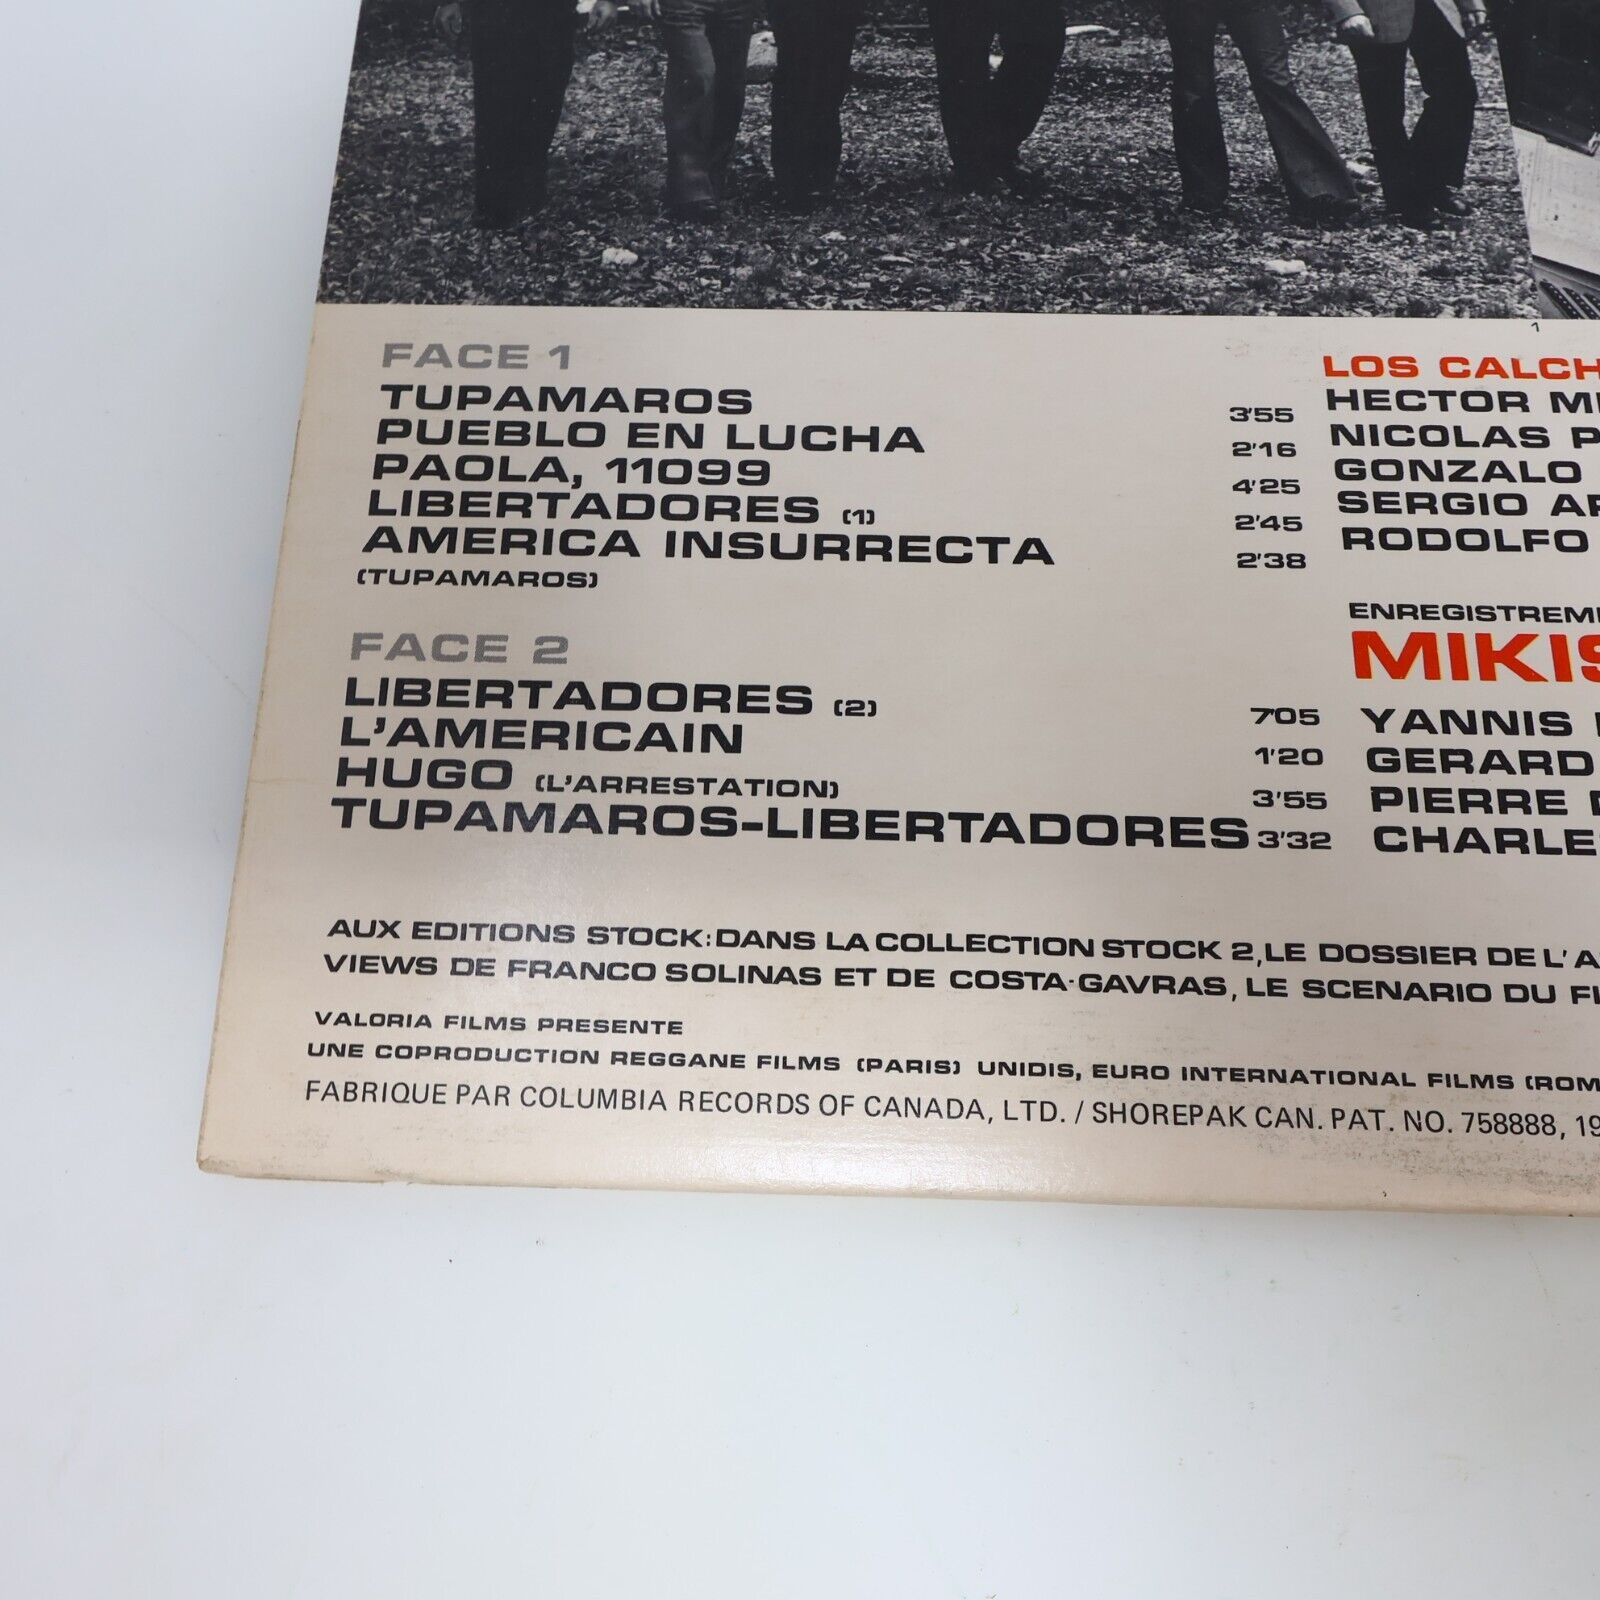 FACE 1
TUPAMAROS 3'55
PUEBLO EN LUCHA 2'16
PAOLA, 11099 4'25
LIBERTADORES (1) 2'45
AMERICA INSURRECTA 2'38
(TUPAMAROS)
FACE 2
LIBERTADORES (2) 7'05
L'AMERICAIN 1'20
HUGO (L'ARRESTATION) 3'55
TUPAMAROS-LIBERTADORES 3'32
1
LOS CALCH
HECTOR MI
NICOLAS P
GONZALO
SERGIO AR
RODOLFO
ENREGISTREME
MIKIS
YANNIS
GERARD
PIERRE
CHARLES
AUX EDITIONS STOCK: DANS LA COLLECTION STOCK 2, LE DOSSIER DE L'A
VIEWS DE FRANCO SOLINAS ET DE COSTA-GAVRAS, LE SCENARIO DU FI
VALORIA FILMS PRESENTE
UNE COPRODUCTION REGGANE FILMS (PARIS) UNIDIS, EURO INTERNATIONAL FILMS (ROM
FABRIQUE PAR COLUMBIA RECORDS OF CANADA, LTD. / SHOREPAK CAN. PAT. NO. 758888, 19